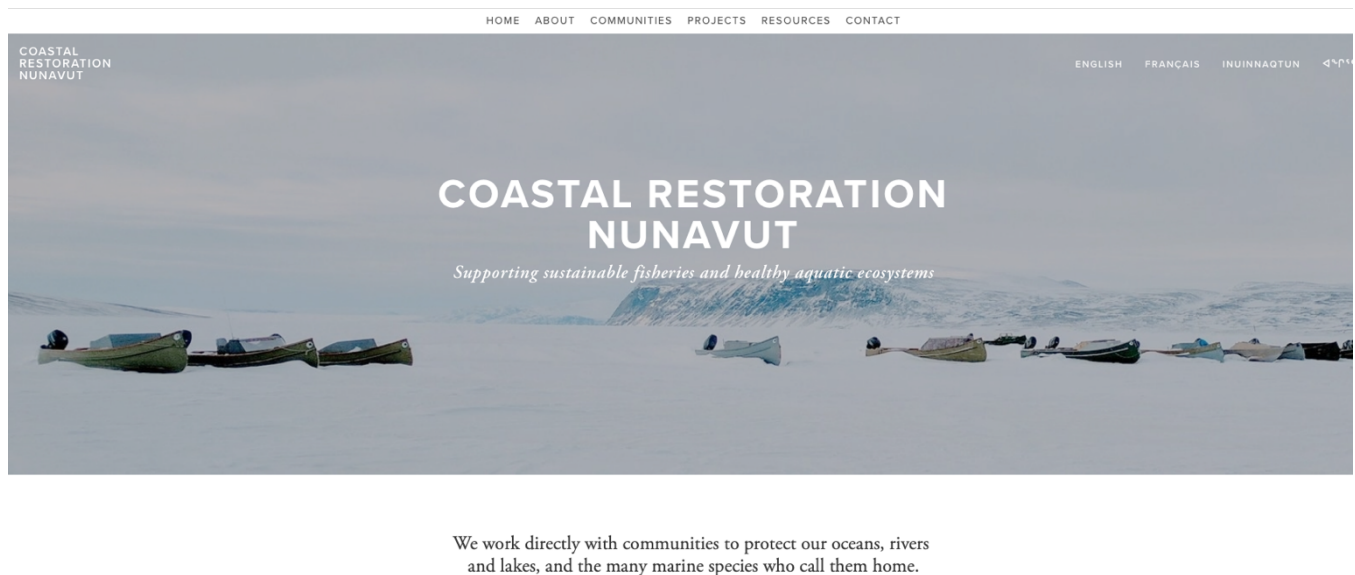 HOME ABOUT COMMUNITIES PROJECTS RESOURCES CONTACT
COASTAL
RESTORATION
NUNAVUT
ENGLISH FRANÇAIS INUINNAQTUN
COASTAL RESTORATION
NUNAVUT
Supporting sustainable fisheries and healthy aquatic ecosystems
We work directly with communities to protect our oceans, rivers
and lakes, and the many marine species who call them home.